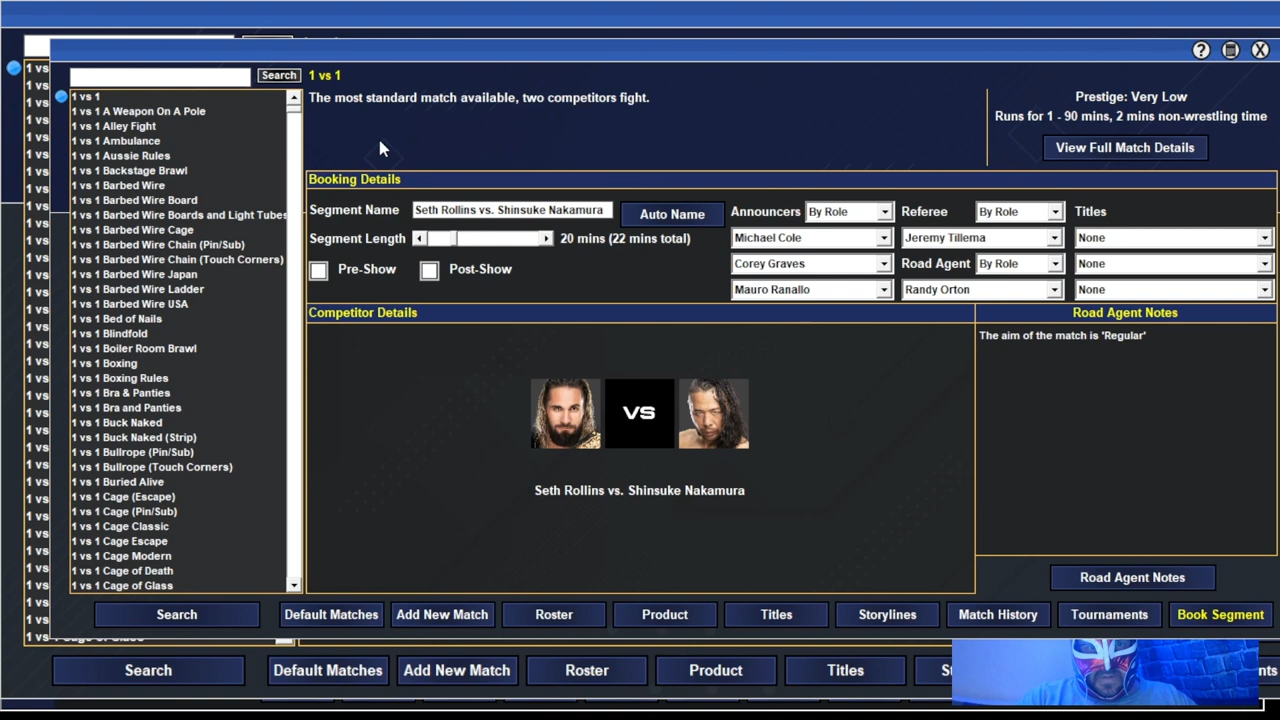 ? X
Search
1 vs 1
The most standard match available, two competitors fight.
Prestige: Very Low
Runs for 1 - 90 mins, 2 mins non-wrestling time
View Full Match Details
1 vs 1
1 vs 1 A Weapon On A Pole
1 vs 1 Alley Fight
1 vs 1 Ambulance
1 vs 1 Aussie Rules
1 vs 1 Backstage Brawl
1 vs 1 Barbed Wire
1 vs 1 Barbed Wire Board
1 vs 1 Barbed Wire Boards and Light Tubes
1 vs 1 Barbed Wire Cage
1 vs 1 Barbed Wire Chain (Pin/Sub)
1 vs 1 Barbed Wire Chain (Touch Corners)
1 vs 1 Barbed Wire Japan
1 vs 1 Barbed Wire Ladder
1 vs 1 Barbed Wire USA
1 vs 1 Bed of Nails
1 vs 1 Blindfold
1 vs 1 Boiler Room Brawl
1 vs 1 Boxing
1 vs 1 Boxing Rules
1 vs 1 Bra & Panties
1 vs 1 Bra and Panties
1 vs 1 Buck Naked
1 vs 1 Buck Naked (Strip)
1 vs 1 Bullrope (Pin/Sub)
1 vs 1 Bullrope (Touch Corners)
1 vs 1 Buried Alive
1 vs 1 Cage (Escape)
1 vs 1 Cage (Pin/Sub)
1 vs 1 Cage Classic
1 vs 1 Cage Escape
1 vs 1 Cage Modern
1 vs 1 Cage of Death
1 vs 1 Cage of Glass
Booking Details
Segment Name Seth Rollins vs. Shinsuke Nakamura Auto Name
Segment Length 20 mins (22 mins total)
Pre-Show Post-Show
Announcers By Role Referee By Role Titles
Michael Cole Jeremy Tillema None
Corey Graves Road Agent By Role None
Mauro Ranallo Randy Orton None
Competitor Details
VS
Seth Rollins vs. Shinsuke Nakamura
Road Agent Notes
The aim of the match is 'Regular'
Road Agent Notes
Search Default Matches Add New Match Roster Product Titles Storylines Match History Tournaments Book Segment
Search Default Matches Add New Match Roster Product Titles